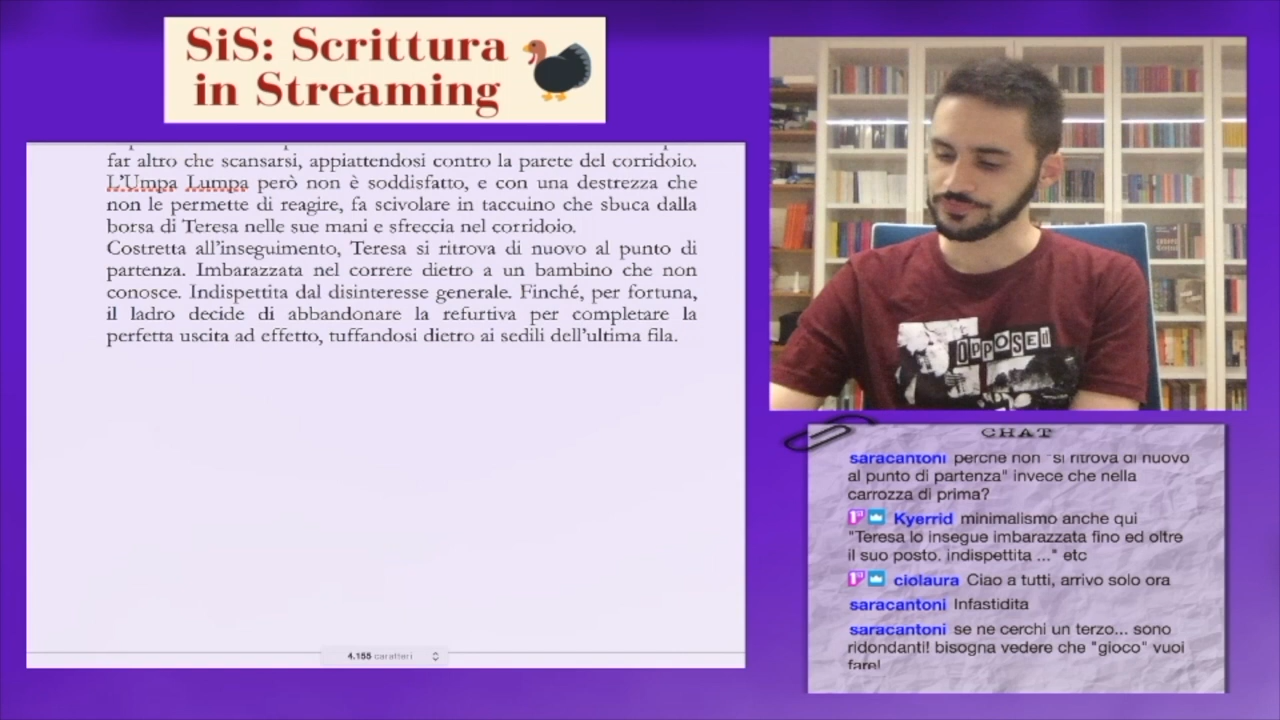 SiS: Scrittura
in Streaming
far altro che scansarsi, appiattendosi contro la parete del corridoio.
L'Umpa Lumpa però non è soddisfatto, e con una destrezza che
non le permette di reagire, fa scivolare in taccuino che sbuca dalla
borsa di Teresa nelle sue mani e sfreccia nel corridoio.
Costretta all'inseguimento, Teresa si ritrova di nuovo al punto di
partenza. Imbarazzata nel correre dietro a un bambino che non
conosce. Indispettita dal disinteresse generale. Finché, per fortuna,
il ladro decide di abbandonare la refurtiva per completare la
perfetta uscita ad effetto, tuffandosi dietro ai sedili dell'ultima fila.
4.155 caratteri
OPPOSED
CHAT
saracantoni perché non "si ritrova di nuovo
al punto di partenza" invece che nella
carrozza di prima?
Kyerrid minimalismo anche qui
"Teresa lo insegue imbarazzata fino ed oltre
il suo posto. indispettita ..." etc
ciolaura Ciao a tutti, arrivo solo ora
saracantoni Infastidita
saracantoni se ne cerchi un terzo... sono
ridondanti! bisogna vedere che "gioco" vuoi
fare!